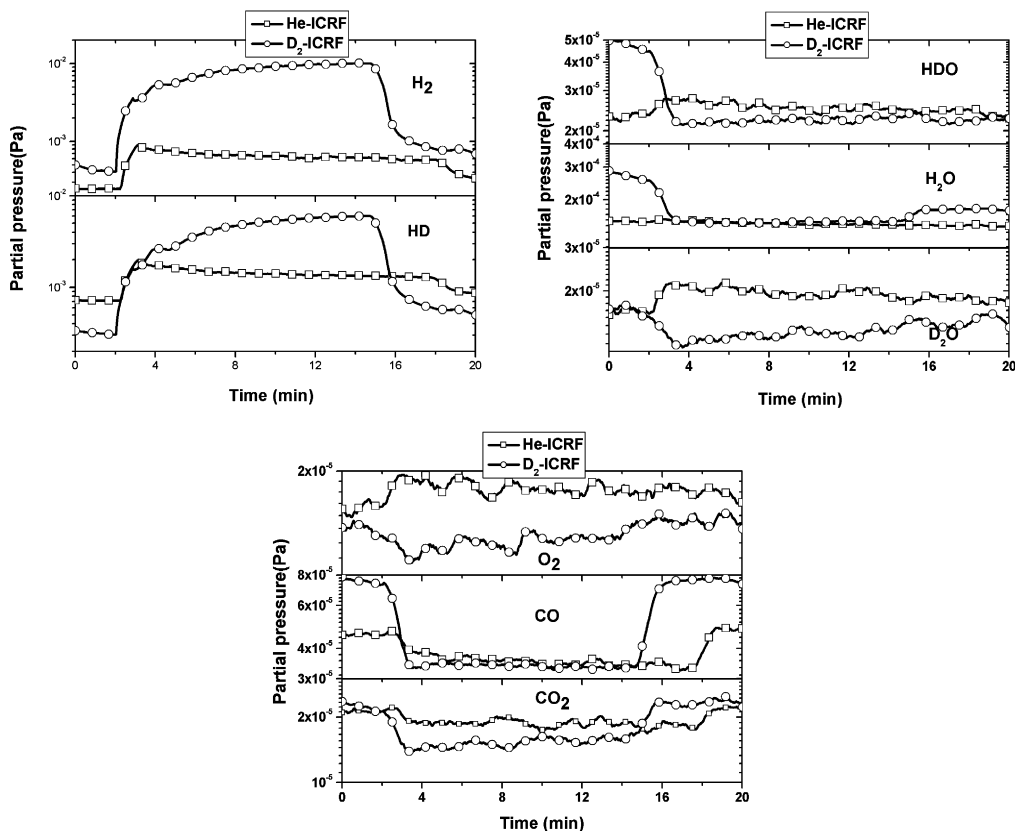 He-ICRF
D₂-ICRF
10⁻²
10⁻³
10⁻²
10⁻³
H₂
HD
Partial pressure(Pa)
0 4 8 12 16 20
Time (min)
He-ICRF
D₂-ICRF
5x10⁻⁵
4x10⁻⁵
3x10⁻⁵
2x10⁻⁵
4x10⁻⁴
3x10⁻⁴
2x10⁻⁴
3x10⁻⁵
2x10⁻⁵
HDO
H₂O
D₂O
Partial pressure(Pa)
0 4 8 12 16 20
Time (min)
He-ICRF
D₂-ICRF
2x10⁻⁵
8x10⁻⁵
6x10⁻⁵
4x10⁻⁵
3x10⁻⁵
2x10⁻⁵
10⁻⁵
O₂
CO
CO₂
Partial pressure(Pa)
0 4 8 12 16 20
Time (min)